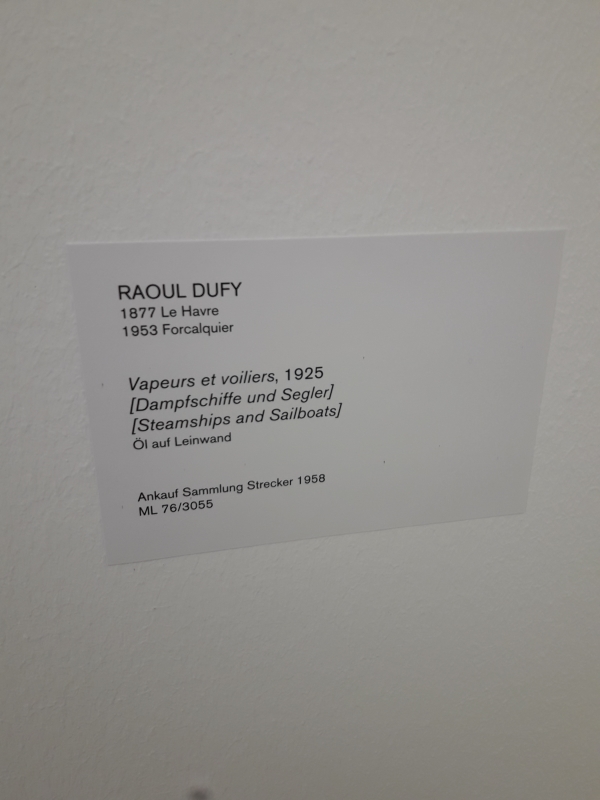 RAOUL DUFY
1877 Le Havre
1953 Forcalquier
Vapeurs et voiliers, 1925
[Dampfschiffe und Segler]
[Steamships and Sailboats]
Öl auf Leinwand
Ankauf Sammlung Strecker 1958
ML 76/3055